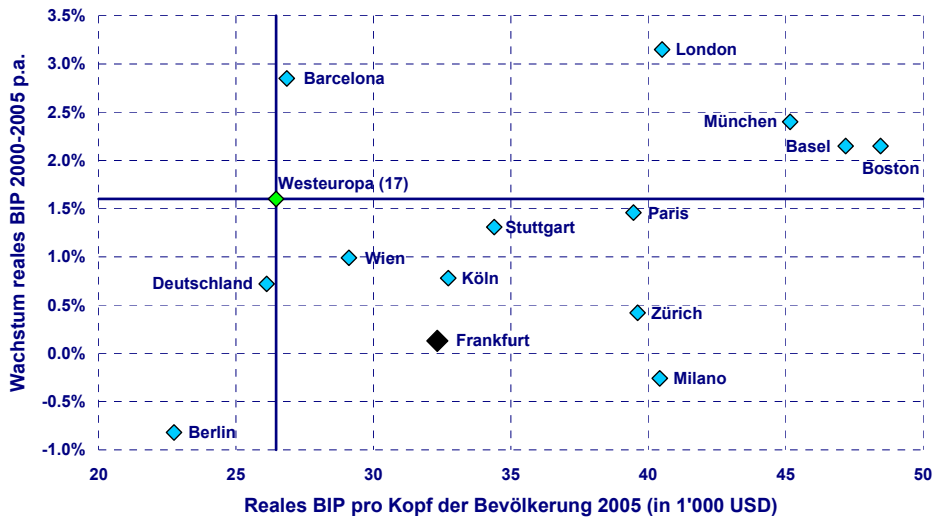 Wachstum reales BIP 2000-2005 p.a.
3.5%
3.0%
2.5%
2.0%
1.5%
1.0%
0.5%
0.0%
-0.5%
-1.0%
London
Barcelona
München
Basel
Boston
Westeuropa (17)
Paris
Stuttgart
Wien
Köln
Deutschland
Zürich
Frankfurt
Milano
Berlin
20 25 30 35 40 45 50
Reales BIP pro Kopf der Bevölkerung 2005 (in 1'000 USD)